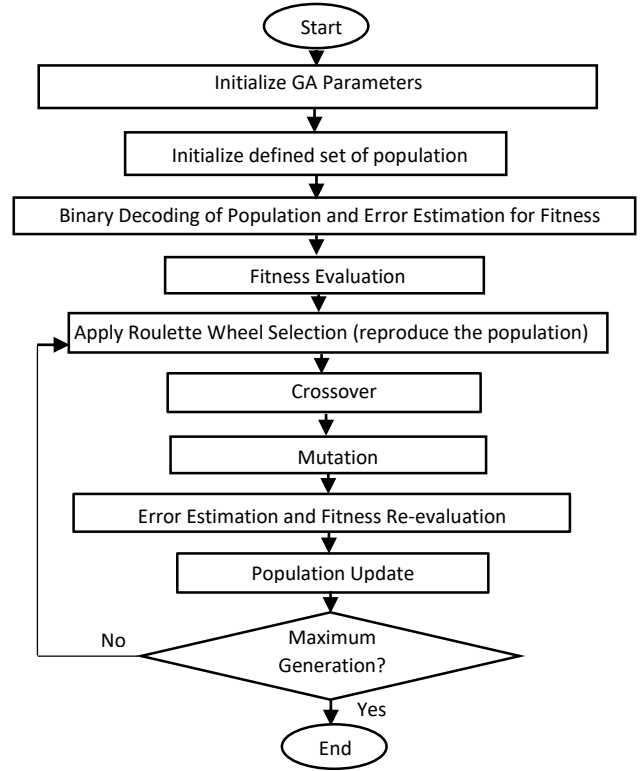 Start
Initialize GA Parameters
Initialize defined set of population
Binary Decoding of Population and Error Estimation for Fitness
Fitness Evaluation
Apply Roulette Wheel Selection (reproduce the population)
Crossover
Mutation
Error Estimation and Fitness Re-evaluation
Population Update
No
Maximum
Generation?
Yes
End